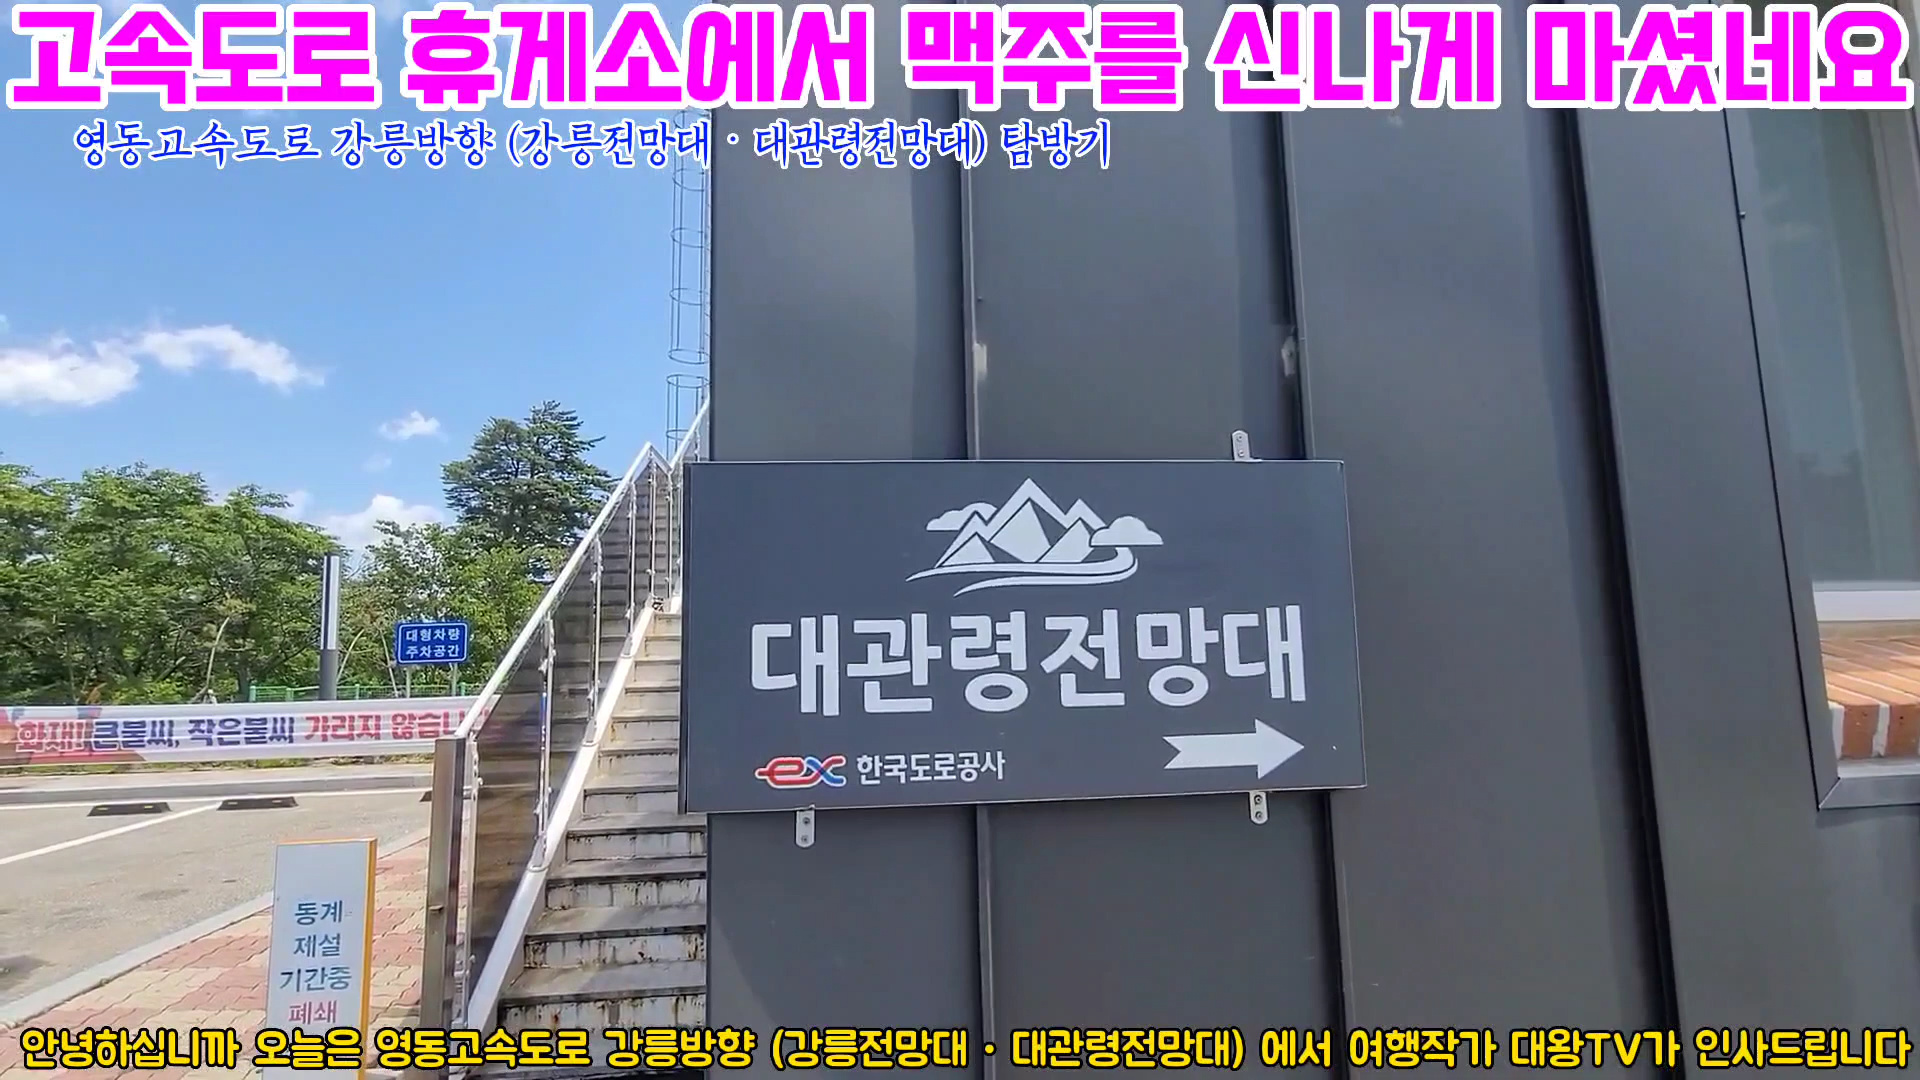 고속도로 휴게소에서 맥주를 신나게 마셨네요
영동고속도로 강릉방향 (강릉전망대 · 대관령전망대) 탐방기
대형차량
주차공간
대관령전망대
화재! 큰불씨, 작은불씨 가리지 않습니
ex 한국도로공사
동계
제설
기간중
폐쇄
안녕하십니까 오늘은 영동고속도로 강릉방향 (강릉전망대 · 대관령전망대) 에서 여행작가 대왕TV가 인사드립니다